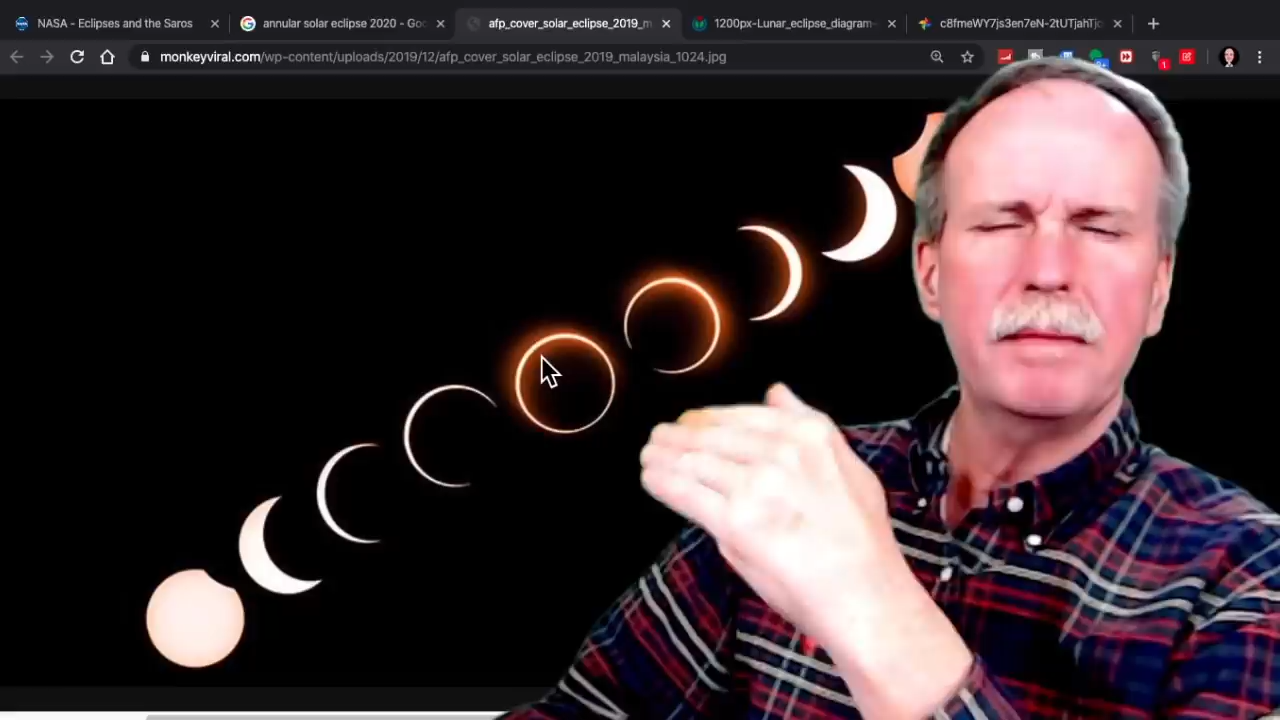 NASA - Eclipses and the Saros
annular solar eclipse 2020 - Goo
afp_cover_solar_eclipse_2019_m
1200px-Lunar_eclipse_diagram-
c8fmeWY7js3en7eN-2tUTjahTjc
monkeyviral.com/wp-content/uploads/2019/12/afp_cover_solar_eclipse_2019_malaysia_1024.jpg
1